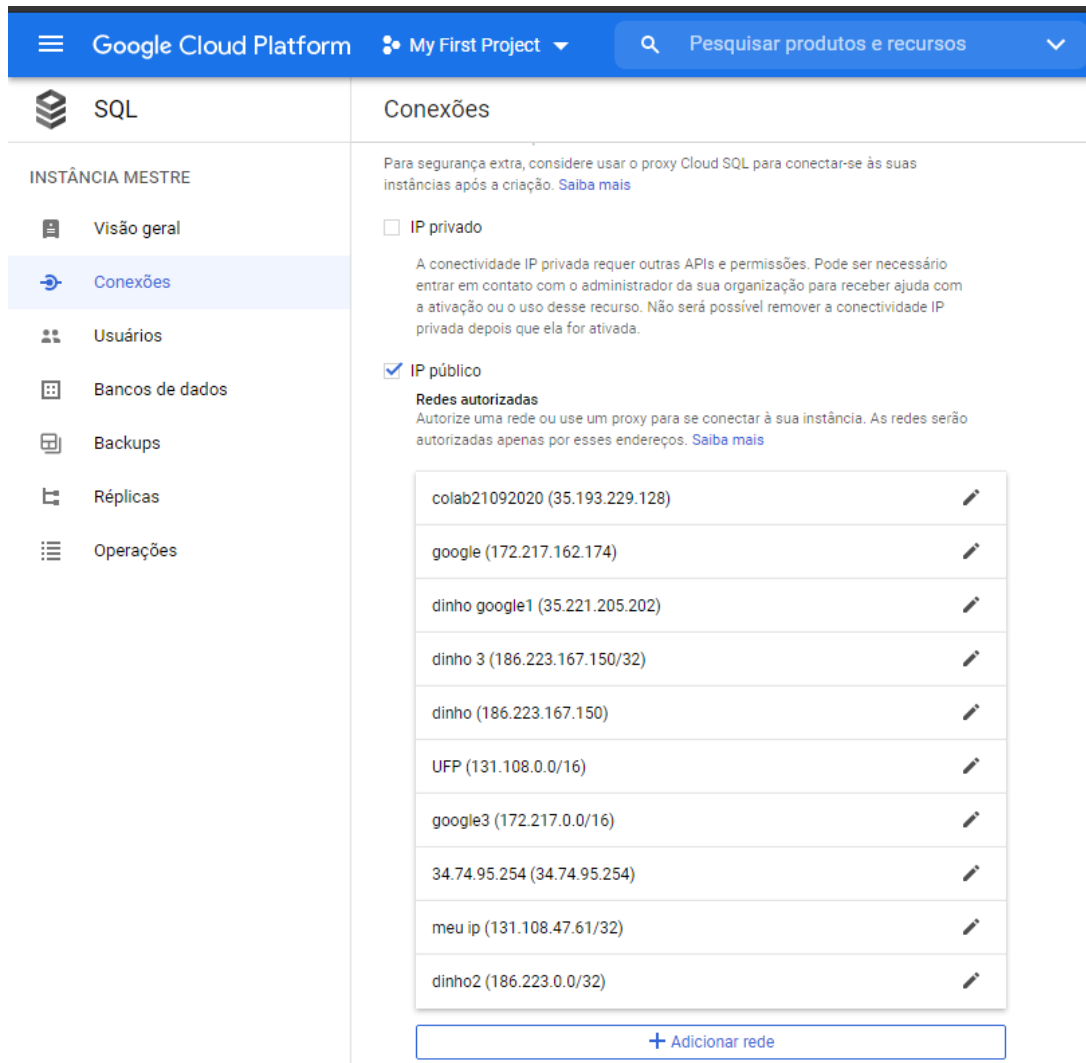 Google Cloud Platform
My First Project
Pesquisar produtos e recursos
SQL
Conexões
INSTÂNCIA MESTRE
Visão geral
Conexões
Usuários
Bancos de dados
Backups
Réplicas
Operações
Para segurança extra, considere usar o proxy Cloud SQL para conectar-se às suas
instâncias após a criação. Saiba mais
IP privado
A conectividade IP privada requer outras APIs e permissões. Pode ser necessário
entrar em contato com o administrador da sua organização para receber ajuda com
a ativação ou o uso desse recurso. Não será possível remover a conectividade IP
privada depois que ela for ativada.
IP público
Redes autorizadas
Autorize uma rede ou use um proxy para se conectar à sua instância. As redes serão
autorizadas apenas por esses endereços. Saiba mais
colab21092020 (35.193.229.128)
google (172.217.162.174)
dinho google1 (35.221.205.202)
dinho 3 (186.223.167.150/32)
dinho (186.223.167.150)
UFP (131.108.0.0/16)
google3 (172.217.0.0/16)
34.74.95.254 (34.74.95.254)
meu ip (131.108.47.61/32)
dinho2 (186.223.0.0/32)
+ Adicionar rede